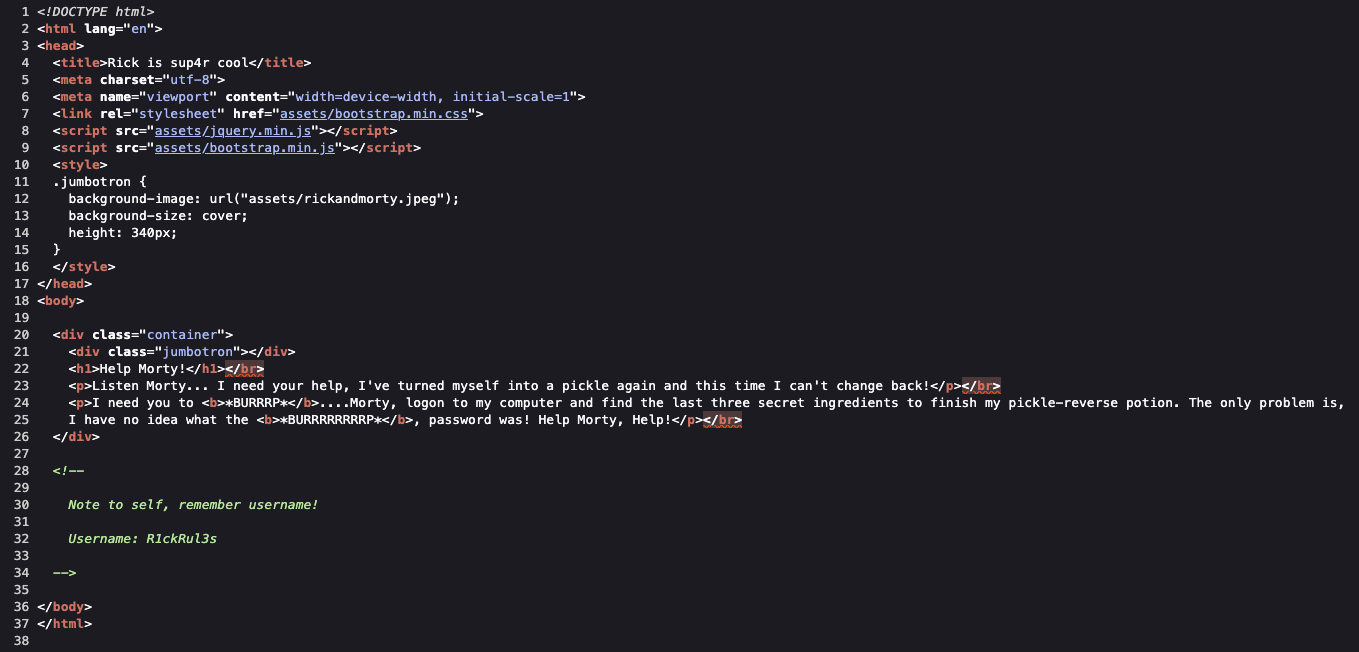 1 <!DOCTYPE html>
2 <html lang="en">
3 <head>
4   <title>Rick is sup4r cool</title>
5   <meta charset="utf-8">
6   <meta name="viewport" content="width=device-width, initial-scale=1">
7   <link rel="stylesheet" href="assets/bootstrap.min.css">
8   <script src="assets/jquery.min.js"></script>
9   <script src="assets/bootstrap.min.js"></script>
10   <style>
11   .jumbotron {
12     background-image: url("assets/rickandmorty.jpeg");
13     background-size: cover;
14     height: 340px;
15   }
16   </style>
17 </head>
18 <body>
19
20   <div class="container">
21     <div class="jumbotron"></div>
22     <h1>Help Morty!</h1></br>
23     <p>Listen Morty... I need your help, I've turned myself into a pickle again and this time I can't change back!</p></br>
24     <p>I need you to <b>*BURRRP*</b>....Morty, logon to my computer and find the last three secret ingredients to finish my pickle-reverse potion. The only problem is,
25     I have no idea what the <b>*BURRRRRRRRP*</b>, password was! Help Morty, Help!</p></br>
26   </div>
27
28   <!--
29
30     Note to self, remember username!
31
32     Username: R1ckRul3s
33
34   -->
35
36 </body>
37 </html>
38